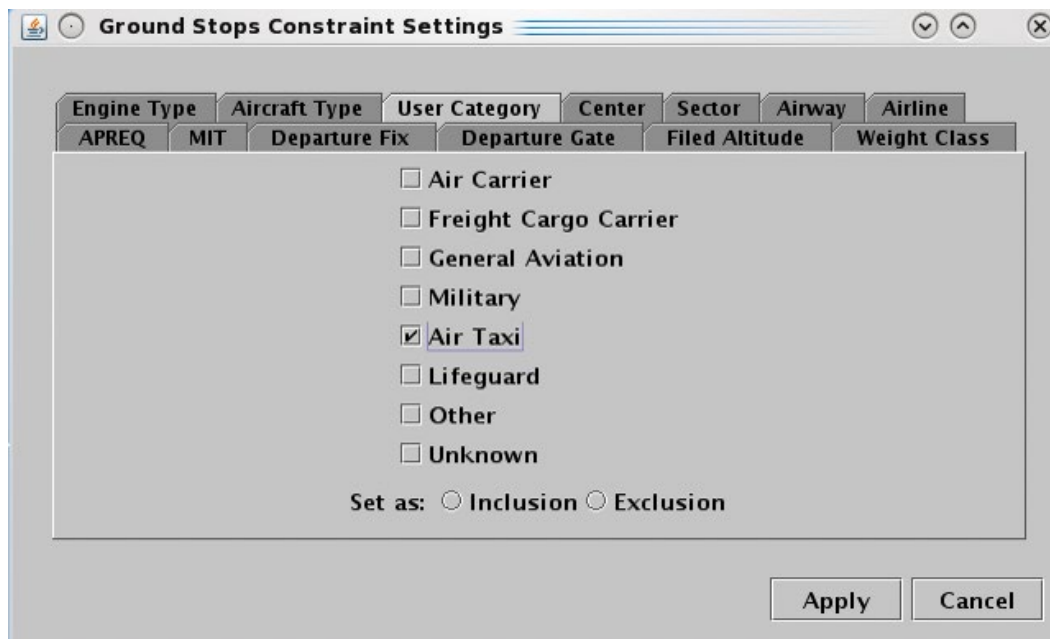 Ground Stops Constraint Settings
Engine Type Aircraft Type User Category Center Sector Airway Airline
APREQ MIT Departure Fix Departure Gate Filed Altitude Weight Class
Air Carrier
Freight Cargo Carrier
General Aviation
Military
Air Taxi
Lifeguard
Other
Unknown
Set as: Inclusion Exclusion
Apply Cancel